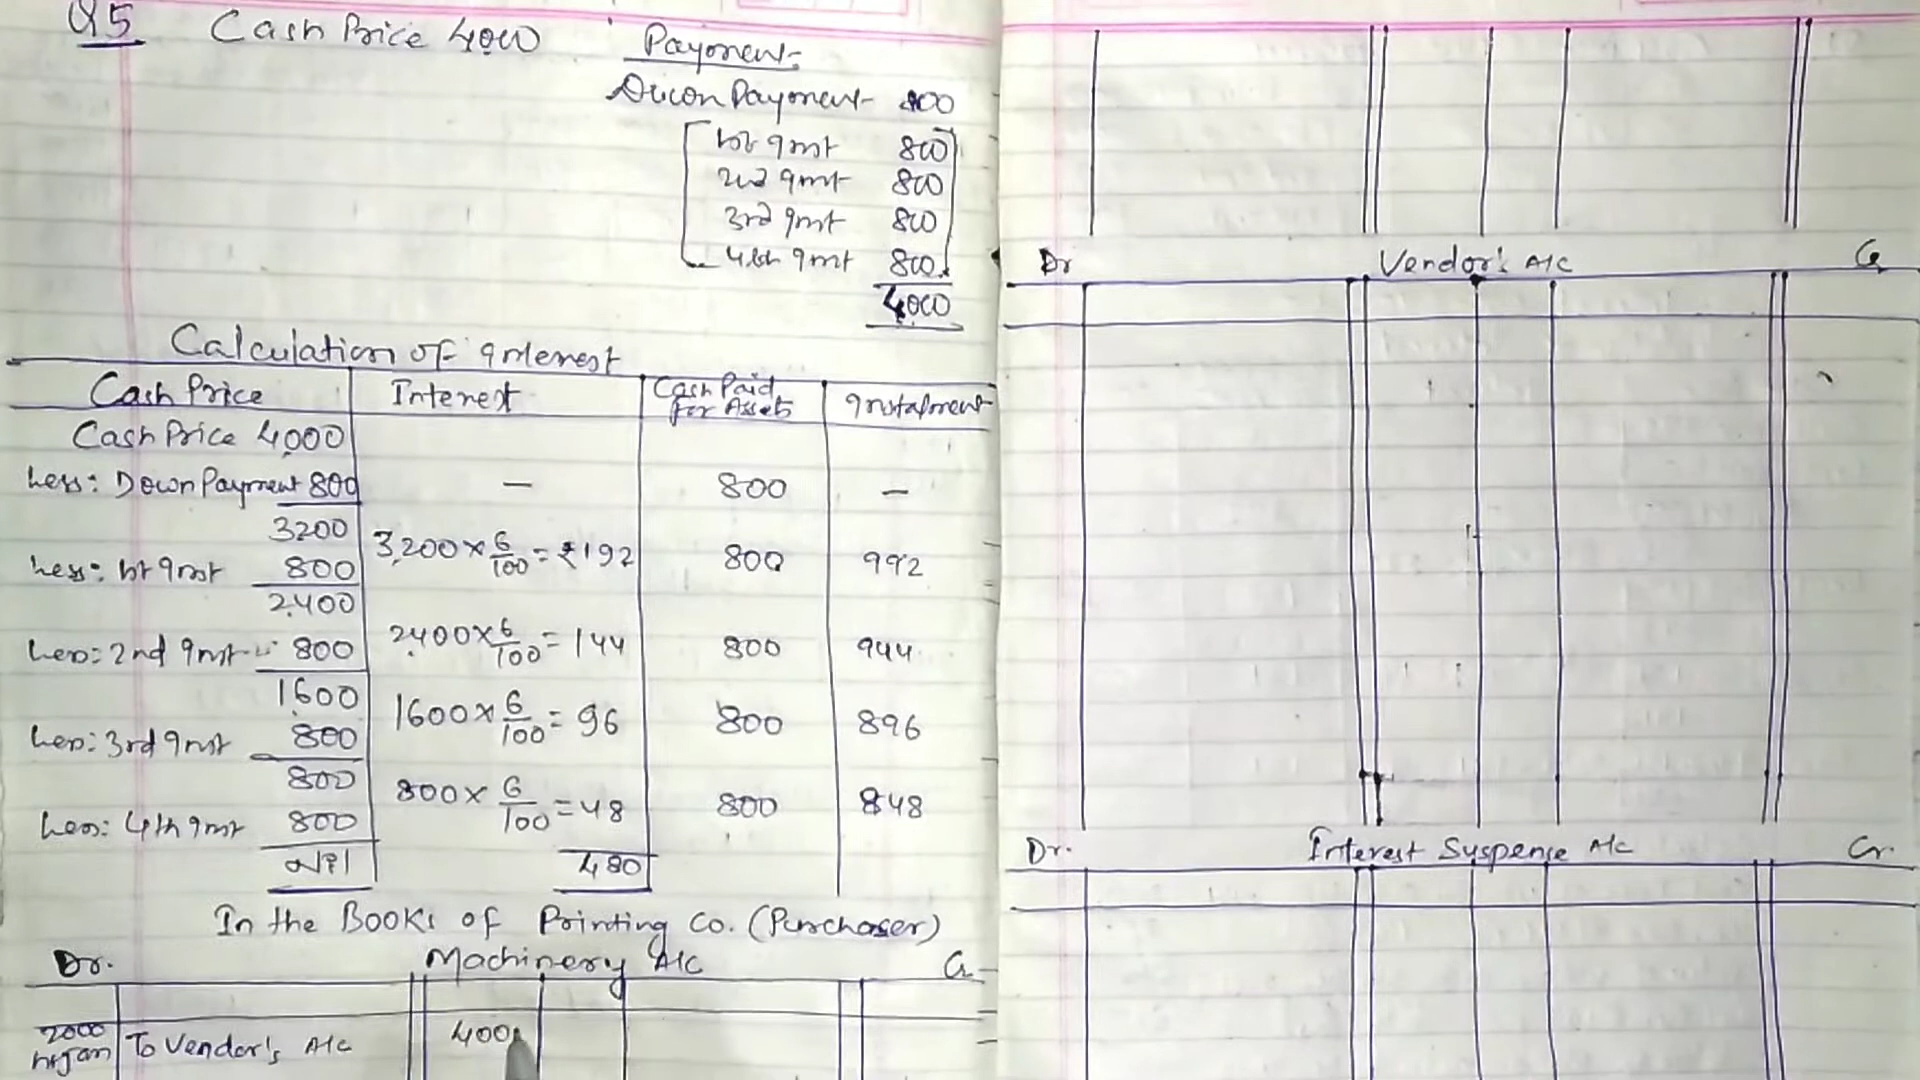 Q5 Cash Price 4000
Payment:
Down Payment 800
1st Inst 800
2nd Inst 800
3rd Inst 800
4th Inst 800
4000
Calculation of Interest
Cash Price Interest Cash Paid for Assets Instalment
Cash Price 4000
Less: Down Payment 800 — 800 —
3200
Less: 1st Inst 800 3,200 × 6/100 = ₹192 800 992
2400
Less: 2nd Inst 800 2400 × 6/100 = 144 800 944
1600
Less: 3rd Inst 800 1600 × 6/100 = 96 800 896
800
Less: 4th Inst 800 800 × 6/100 = 48 800 848
Nil 480
In the Books of Printing Co. (Purchaser)
Dr. Machinery A/c Cr
2000
1st Jan To Vendor's A/c 400
Dr Vendor's A/c Cr
Dr. Interest Suspense A/c Cr.